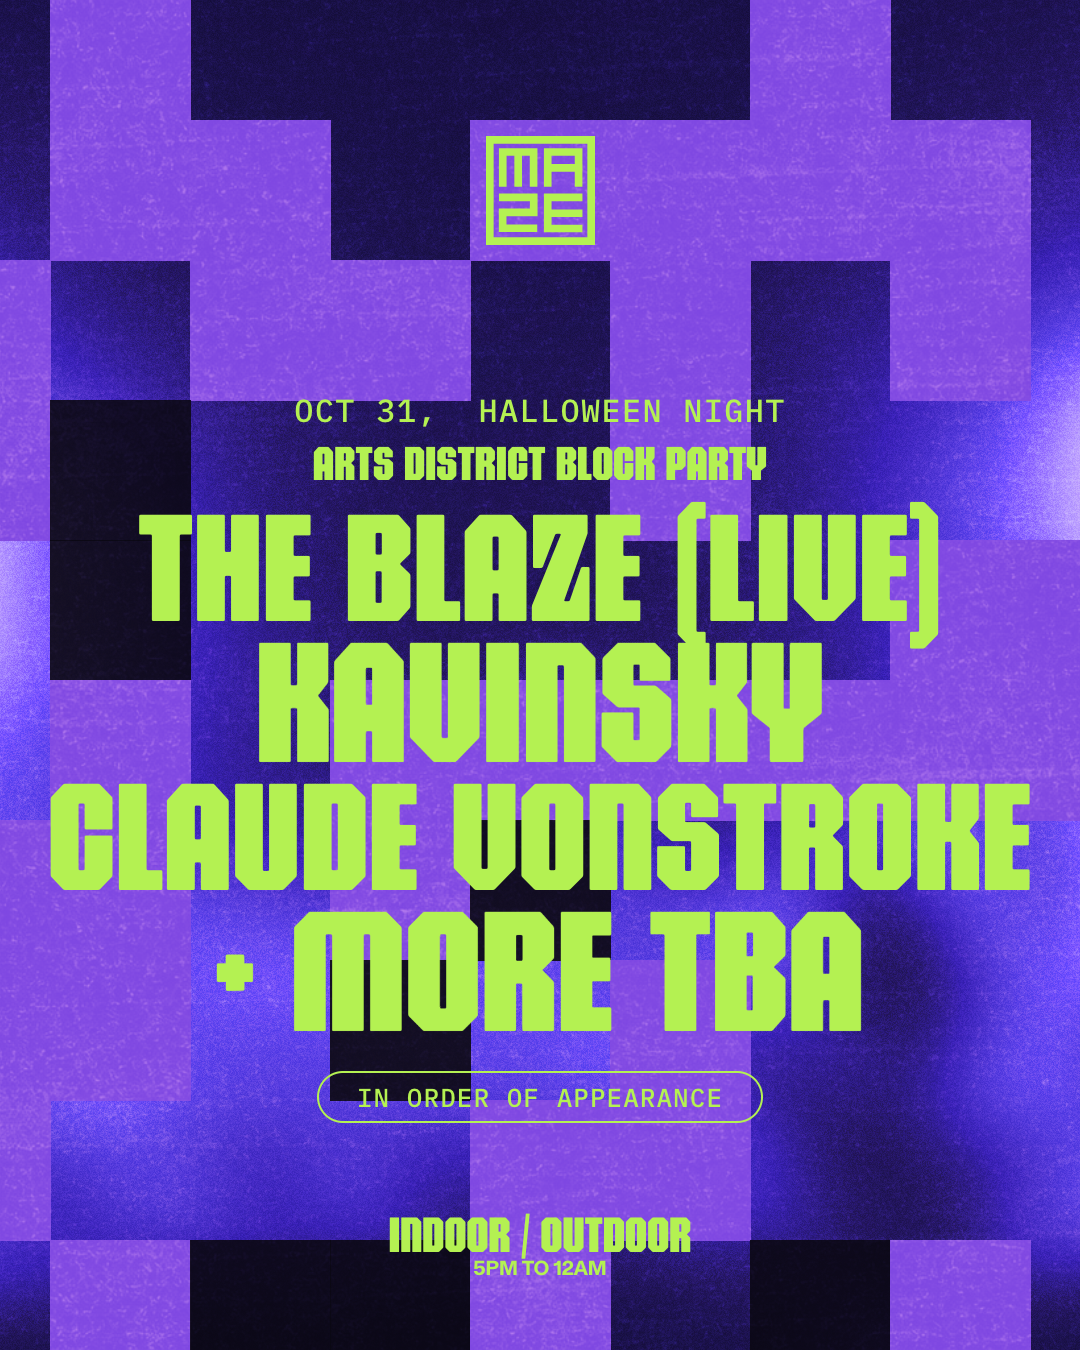 MA
ZE
OCT 31, HALLOWEEN NIGHT
ARTS DISTRICT BLOCK PARTY
THE BLAZE (LIVE)
KAVINSKY
CLAUDE VONSTROKE
+ MORE TBA
IN ORDER OF APPEARANCE
INDOOR / OUTDOOR
5PM TO 12AM